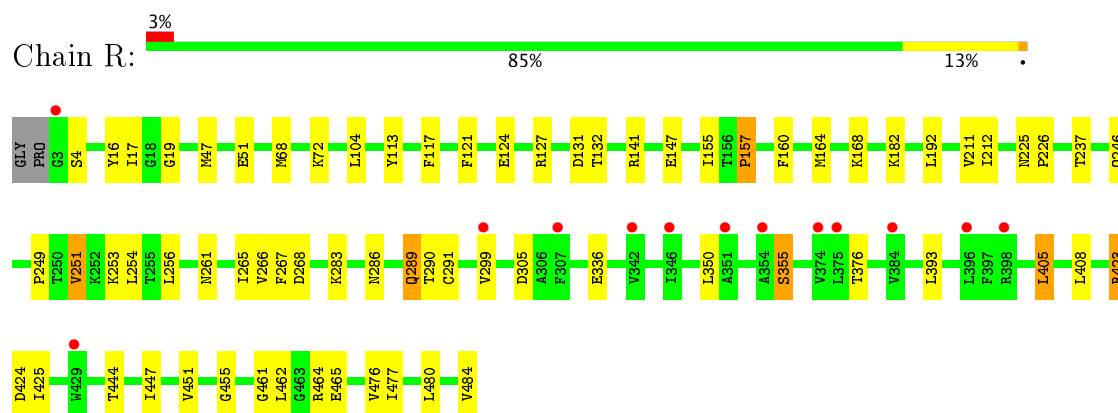 3%
Chain R:
85% 13% •
GLY PRO G3 S4 Y16 I17 G18 G19 M47 E51 M68 K72 L104 Y113 F117 F121 E124 R127 D131 T132 R141 E147 I155 T156 P157 F160 M164 K168 K182 L192 V211 I212 N225 P226 T237
P249 T250 V251 K252 K253 L254 T255 L256 N261 I265 V266 F267 D268 K283 N286 Q289 T290 C291 V299 D305 A306 F307 E336 V342 I346 L350 A351 A354 S355 V374 L375 T376 V384 L393 L396 F397 R398 L405 L408
D424 I425 W429 T444 I447 V451 G455 G461 L462 G463 R464 E465 V476 I477 L480 V484